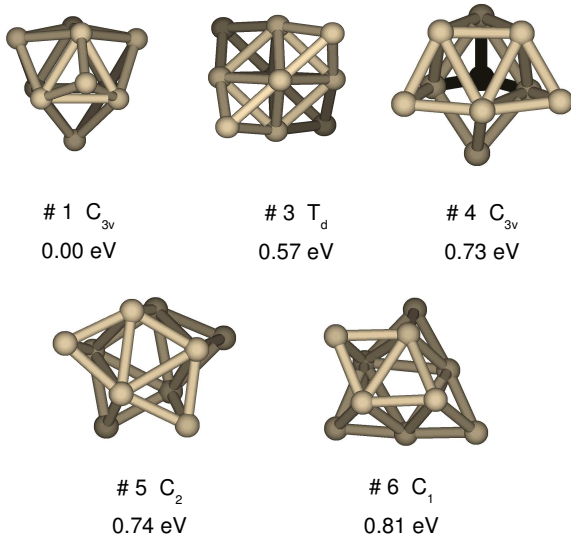 # 1 C3v
0.00 eV
# 3 Td
0.57 eV
# 4 C3v
0.73 eV
# 5 C2
0.74 eV
# 6 C1
0.81 eV